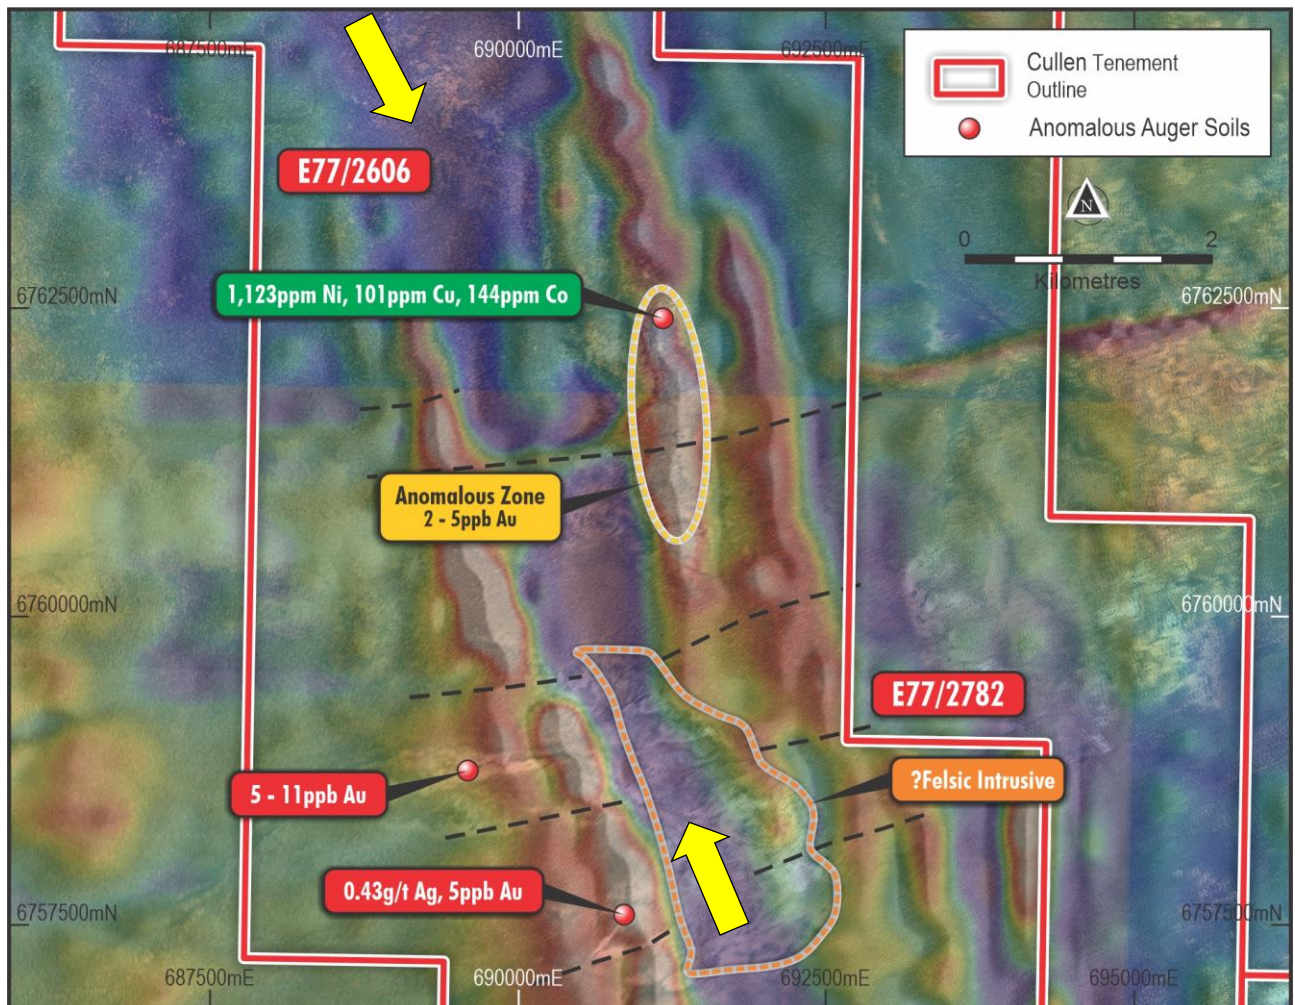 687500mE
690000mE
692500mE
Cullen Tenement
Outline
Anomalous Auger Soils
E77/2606
N
0
2
Kilometres
1,123ppm Ni, 101ppm Cu, 144ppm Co
6762500mN
6762500mN
Anomalous Zone
2 - 5ppb Au
6760000mN
6760000mN
E77/2782
5 - 11ppb Au
?Felsic Intrusive
0.43g/t Ag, 5ppb Au
6757500mN
6757500mN
687500mE
690000mE
692500mE
695000mE